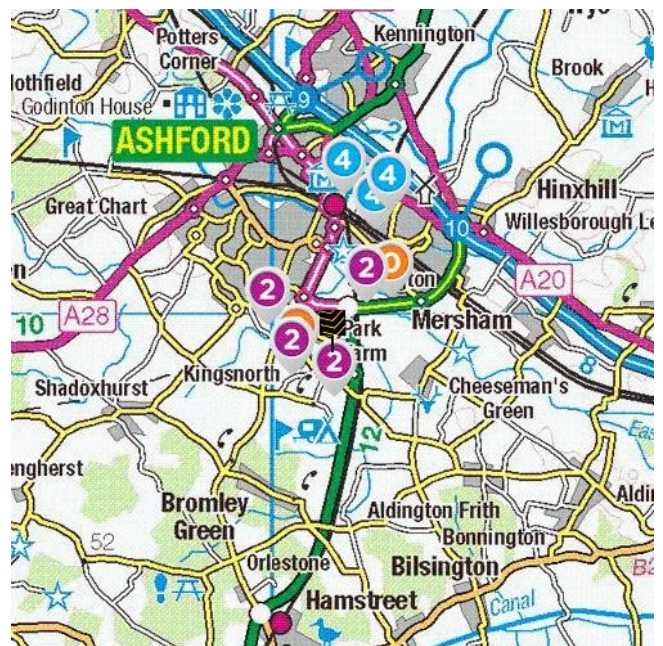 Potters
Corner
Kennington
Brook
Godinton House
9
ASHFORD
4
4
M
M
Hinxhill
Great Chart
10
Willesborough
2
2
A20
A28
10
Mersham
2
2
Park
8
Kingsnorth
Shadoxhurst
Cheeseman's
Green
12
Bromley
Green
Aldington Frith
Bonnington
52
Orlestone
Bilsington
Hamstreet
Canal